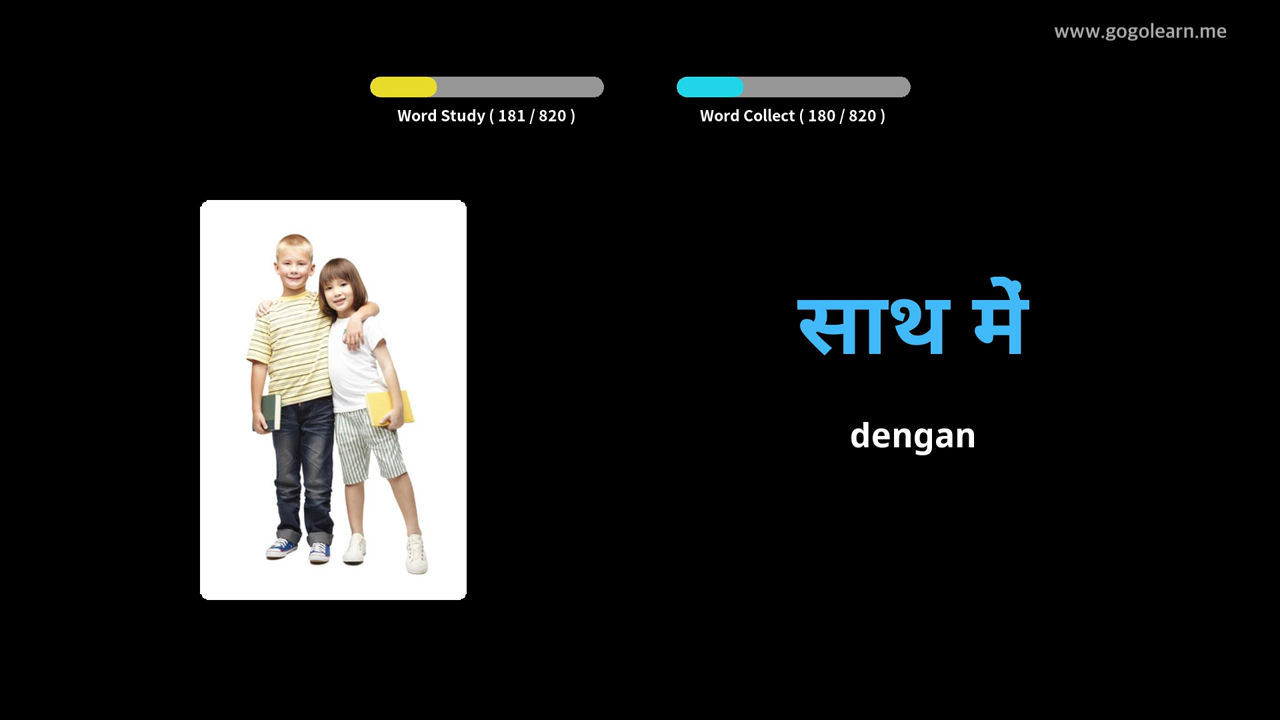 www.gogolearn.me
Word Study ( 181 / 820 )
Word Collect ( 180 / 820 )
साथ में
dengan